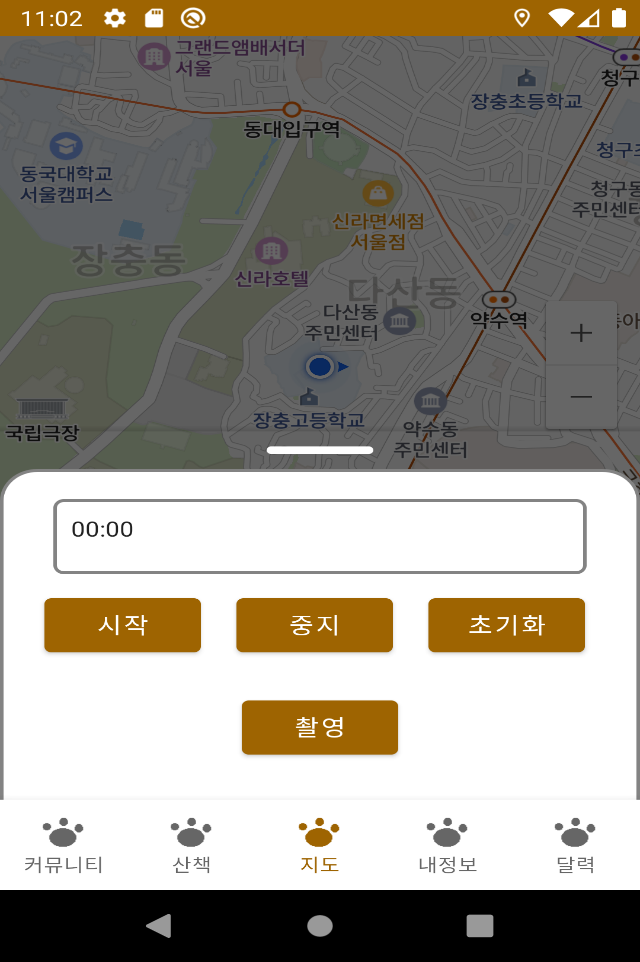 11:02
그랜드앰배서더
서울
청구
장충초등학교
동대입구역
동국대학교
서울캠퍼스
청구초
청구동
주민센터
신라면세점
서울점
장충동
신라호텔
다산동
다산동
주민센터
약수역
+
동아
−
장충고등학교
약수동
주민센터
국립극장
00:00
시작
중지
초기화
촬영
커뮤니티
산책
지도
내정보
달력